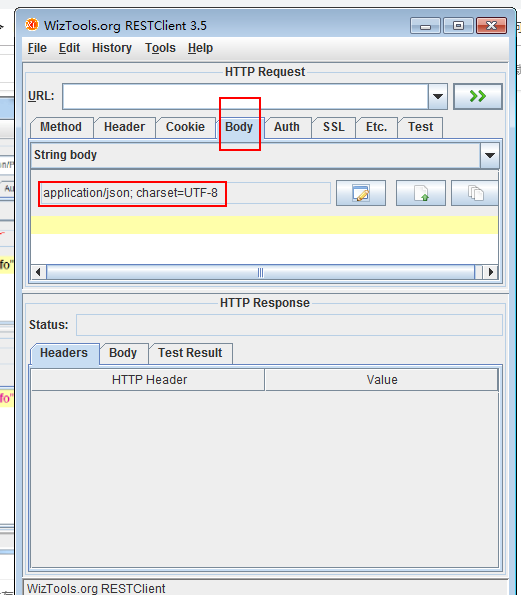 WizTools.org RESTClient 3.5
File Edit History Tools Help
HTTP Request
URL:
Method Header Cookie Body Auth SSL Etc. Test
String body
application/json; charset=UTF-8
fo"
HTTP Response
Status:
Headers Body Test Result
fo"
HTTP Header Value
WizTools.org RESTClient